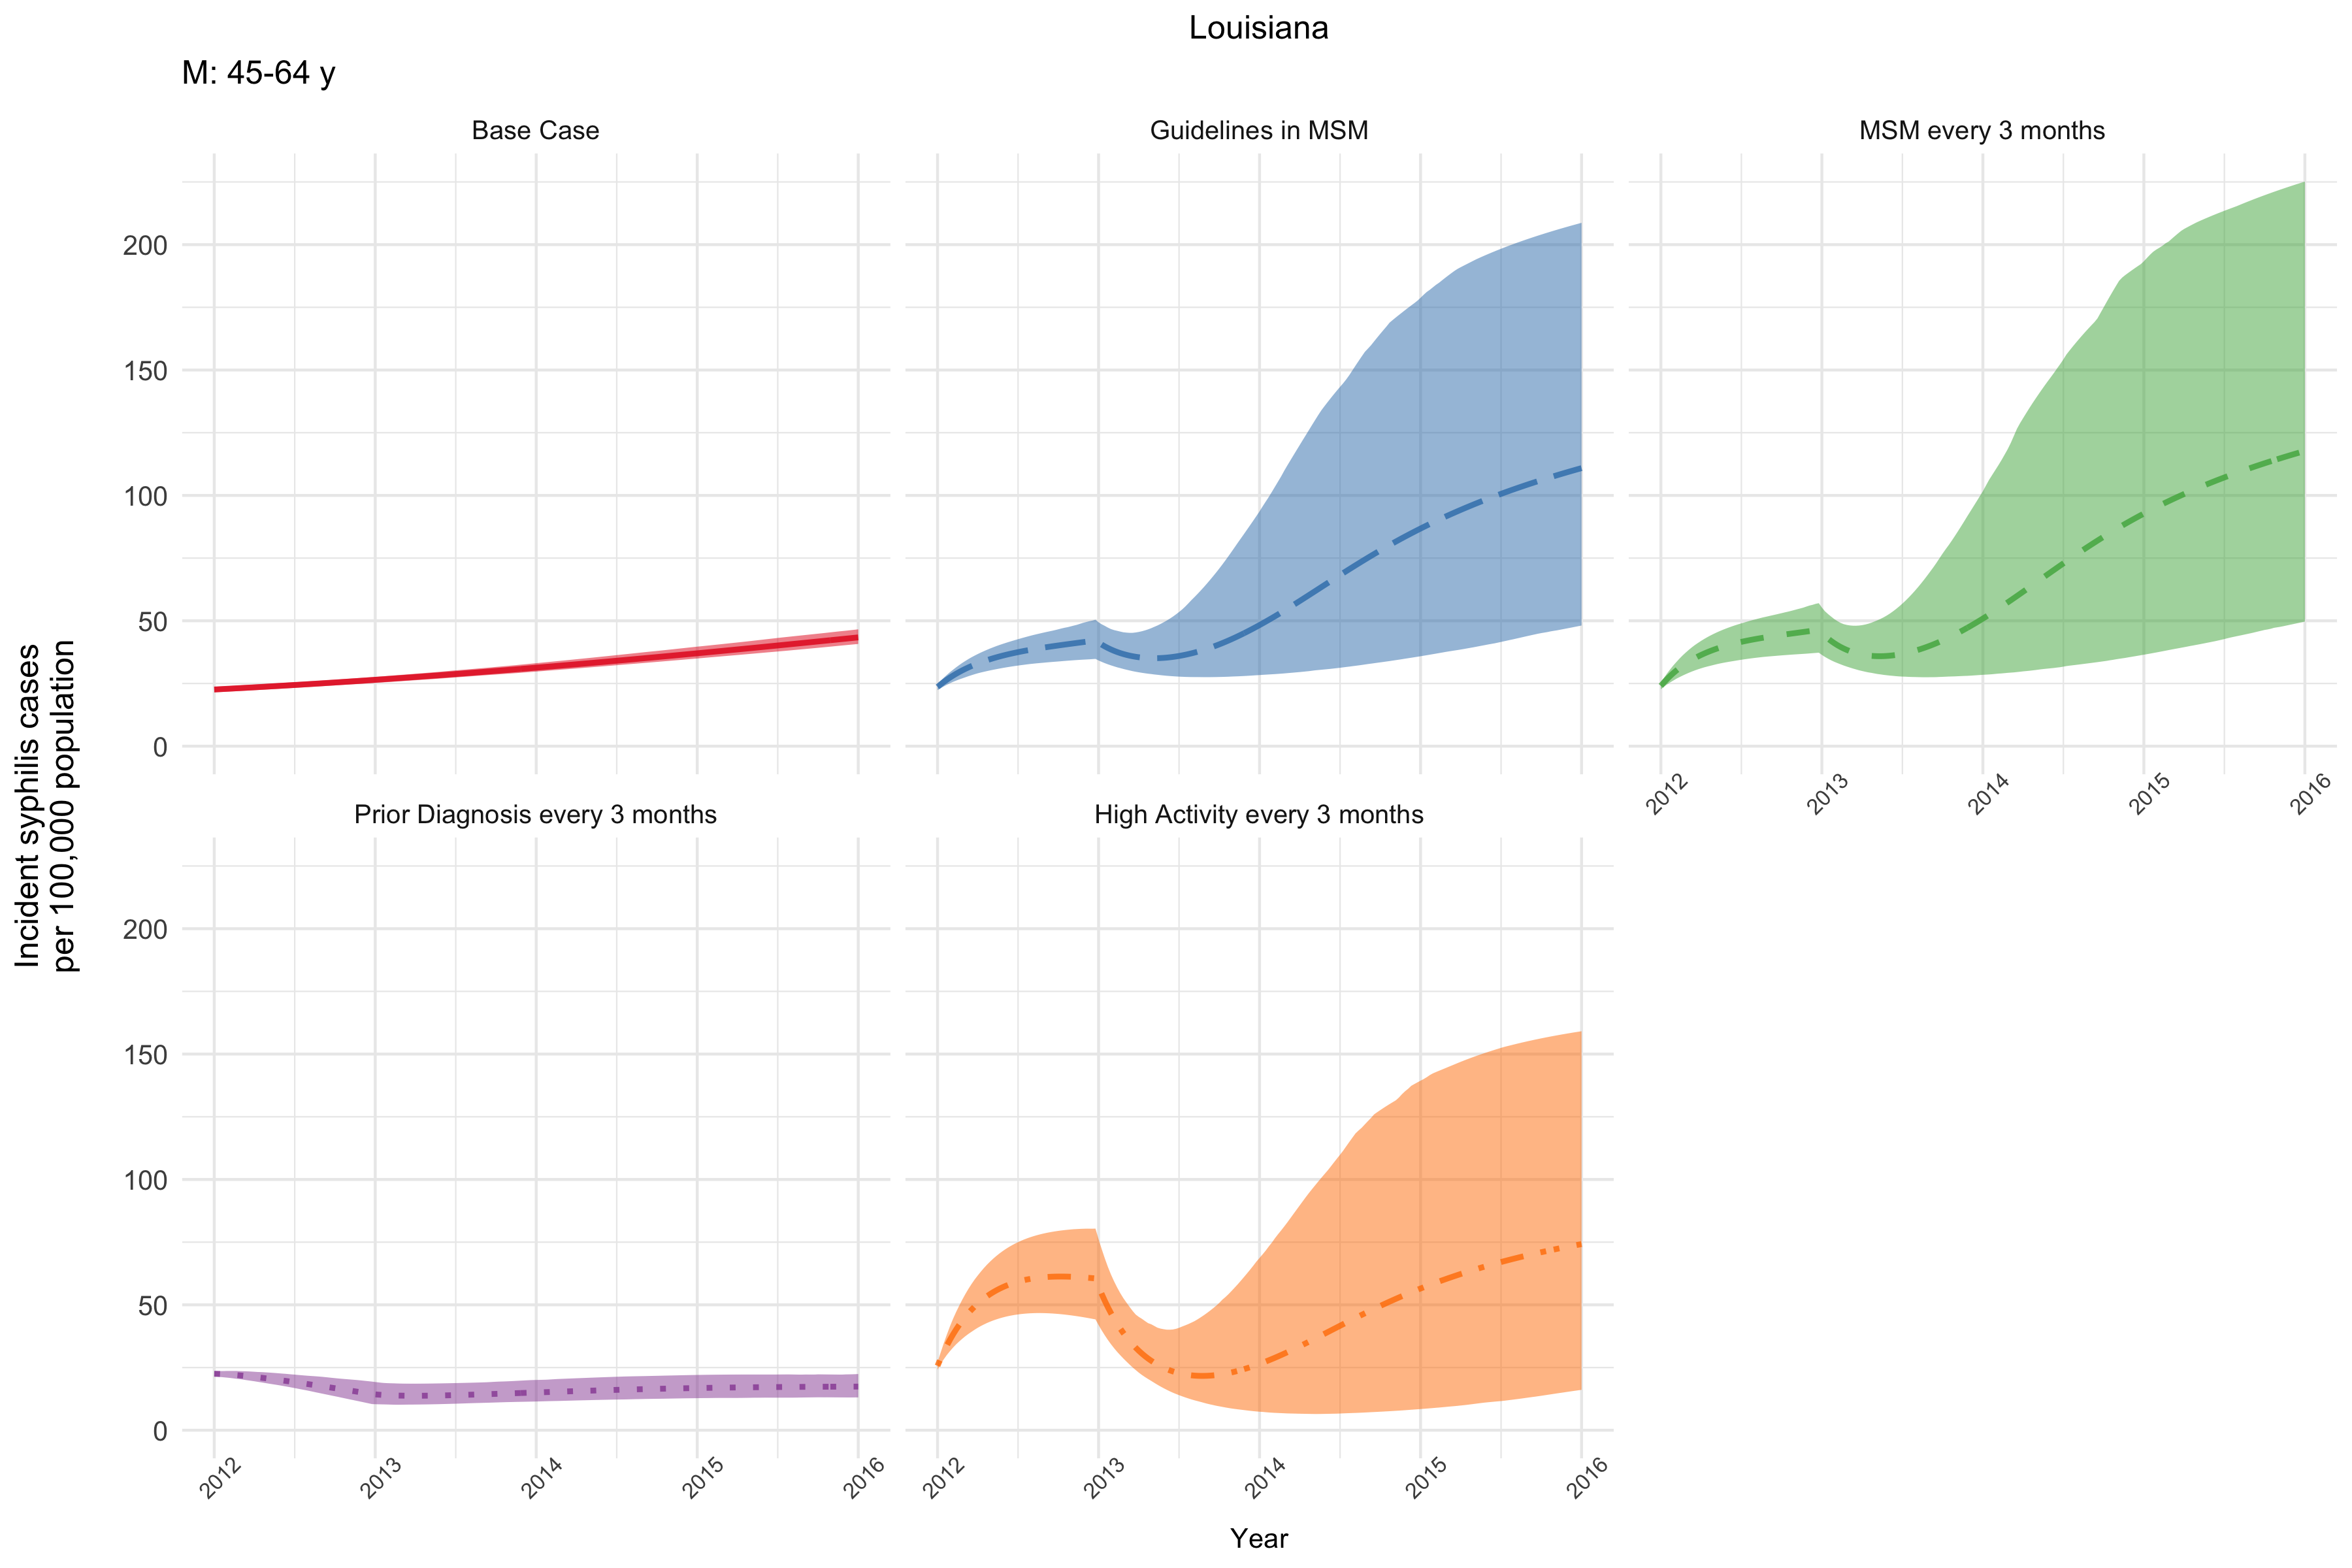 Louisiana
M: 45-64 y
Base Case
Guidelines in MSM
MSM every 3 months
200
150
100
50
0
2012
2013
2014
2015
2016
Incident syphilis cases
per 100,000 population
Prior Diagnosis every 3 months
High Activity every 3 months
200
150
100
50
0
2012
2013
2014
2015
2016
2012
2013
2014
2015
2016
Year